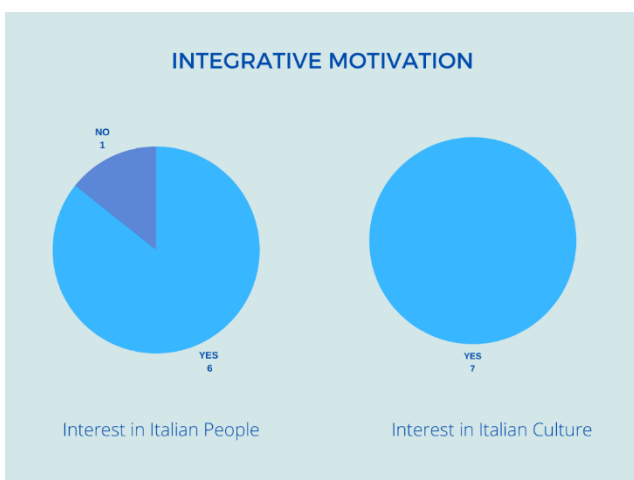 INTEGRATIVE MOTIVATION
NO
1
YES
6
Interest in Italian People
YES
7
Interest in Italian Culture